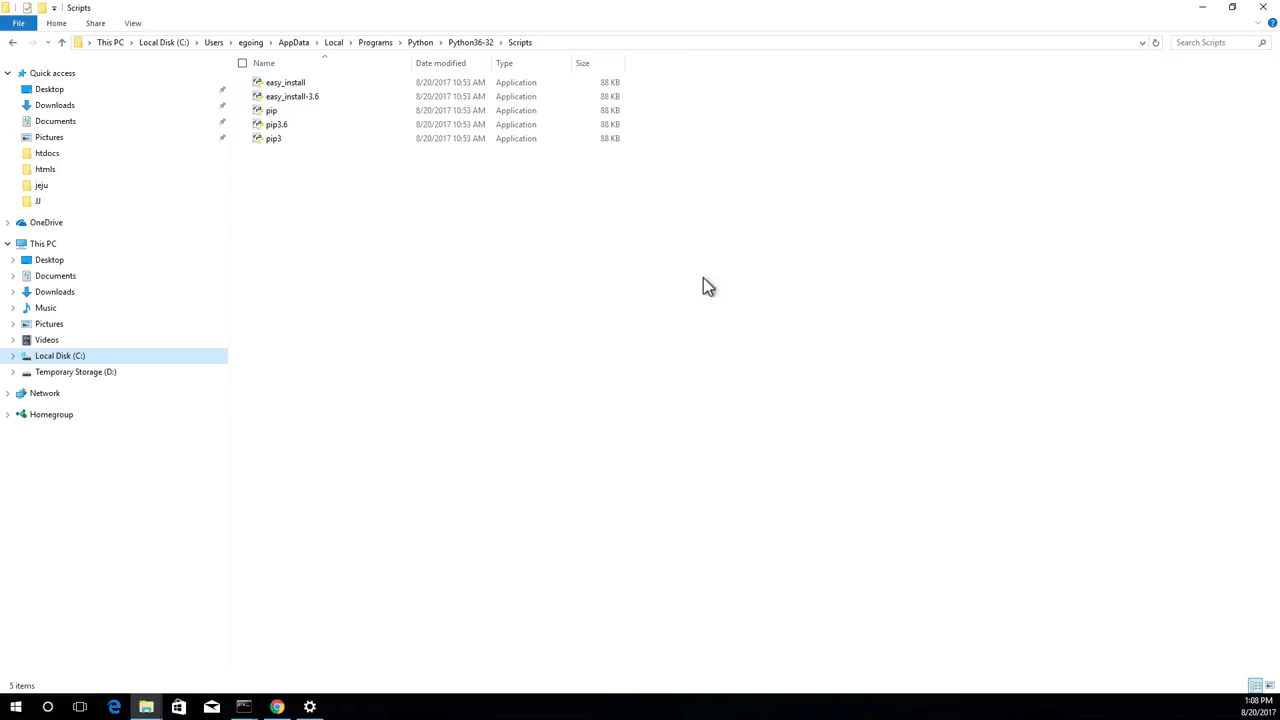 Scripts
File Home Share View
This PC Local Disk (C:) Users egoing AppData Local Programs Python Python36-32 Scripts Search Scripts
Name Date modified Type Size
Quick access
Desktop
Downloads
Documents
Pictures
htdocs
htmls
jeju
JJ
OneDrive
This PC
Desktop
Documents
Downloads
Music
Pictures
Videos
Local Disk (C:)
Temporary Storage (D:)
Network
Homegroup
easy_install 8/20/2017 10:53 AM Application 88 KB
easy_install-3.6 8/20/2017 10:53 AM Application 88 KB
pip 8/20/2017 10:53 AM Application 88 KB
pip3.6 8/20/2017 10:53 AM Application 88 KB
pip3 8/20/2017 10:53 AM Application 88 KB
5 items
1:08 PM
8/20/2017